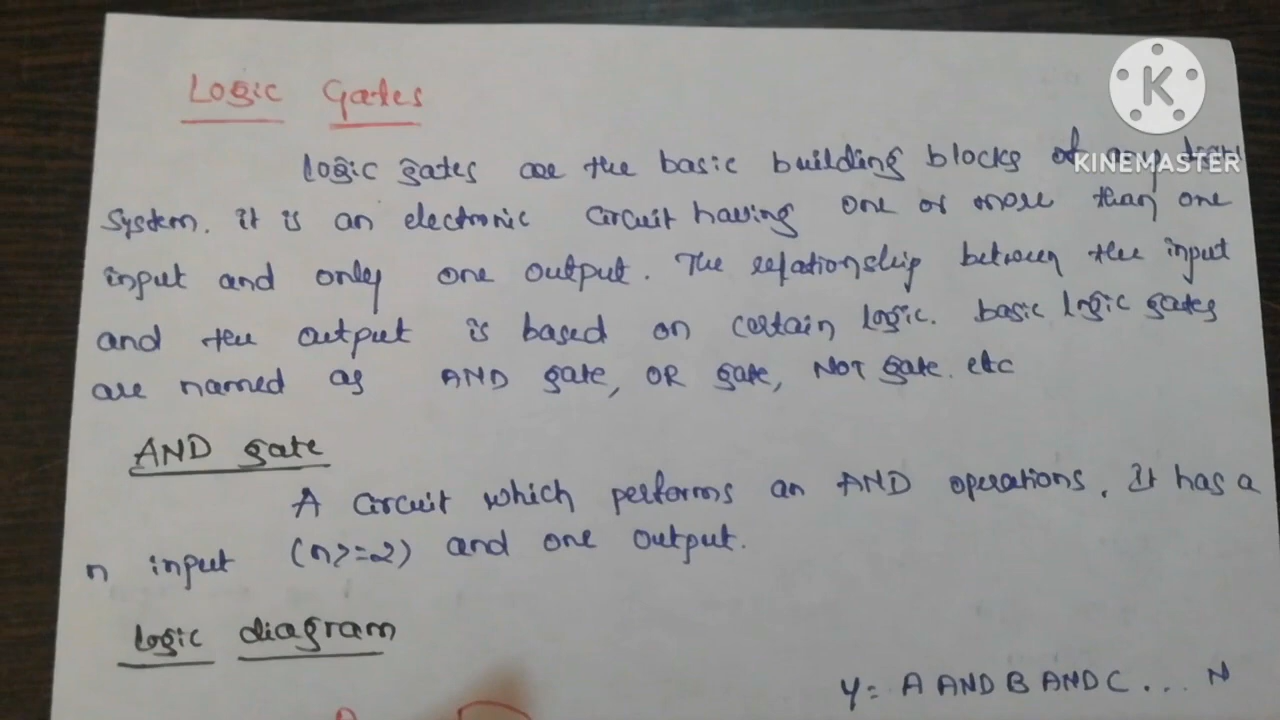 Logic Gates
Logic gates are the basic building blocks of any
KINEMASTER
System. it is an electronic circuit having one or more than one
input and only one output. The relationship between the input
and the output is based on certain logic. basic logic gates
are named as AND gate, OR gate, NOT gate. etc
AND gate
A circuit which performs an AND operations. It has a
n input (n>=2) and one output.
Logic diagram
Y = A AND B AND C ... N